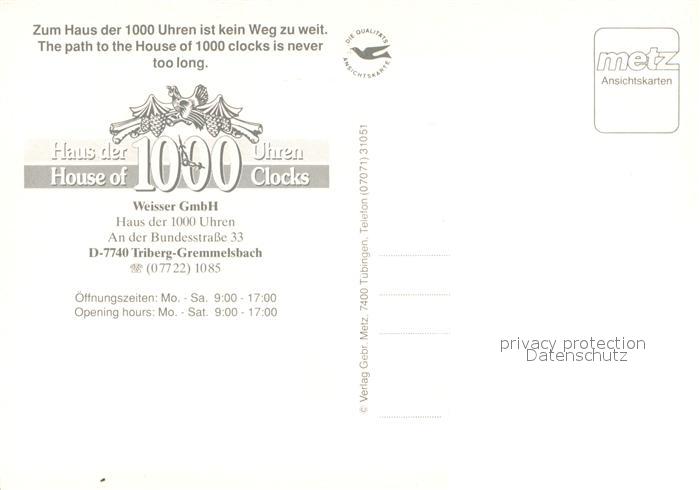 Zum Haus der 1000 Uhren ist kein Weg zu weit.
The path to the House of 1000 clocks is never
too long.
Haus der 1000 Uhren
House of 1000 Clocks
Weisser GmbH
Haus der 1000 Uhren
An der Bundesstraße 33
D-7740 Triberg-Gremmelsbach
☏ (07722) 1085
Öffnungszeiten: Mo. - Sa. 9:00 - 17:00
Opening hours: Mo. - Sat. 9:00 - 17:00
DIE QUALITÄTS
ANSICHTSKARTE
© Verlag Gebr. Metz, 7400 Tübingen, Telefon (07071) 31051
metz
Ansichtskarten
privacy protection
Datenschutz